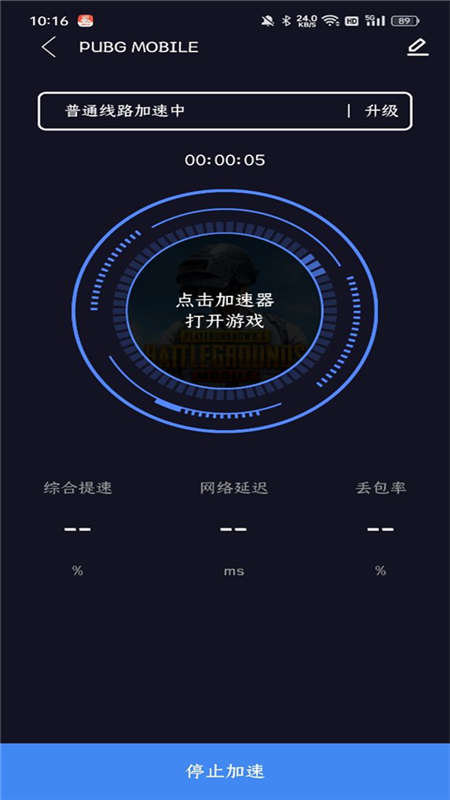 10:16
24.0
KB/S
HD
5G
89
PUBG MOBILE
普通线路加速中 | 升级
00:00:05
点击加速器
打开游戏
PLAYERUNKNOWN'S
BATTLEGROUNDS
MOBILE
综合提速 网络延迟 丢包率
-- -- --
% ms %
停止加速